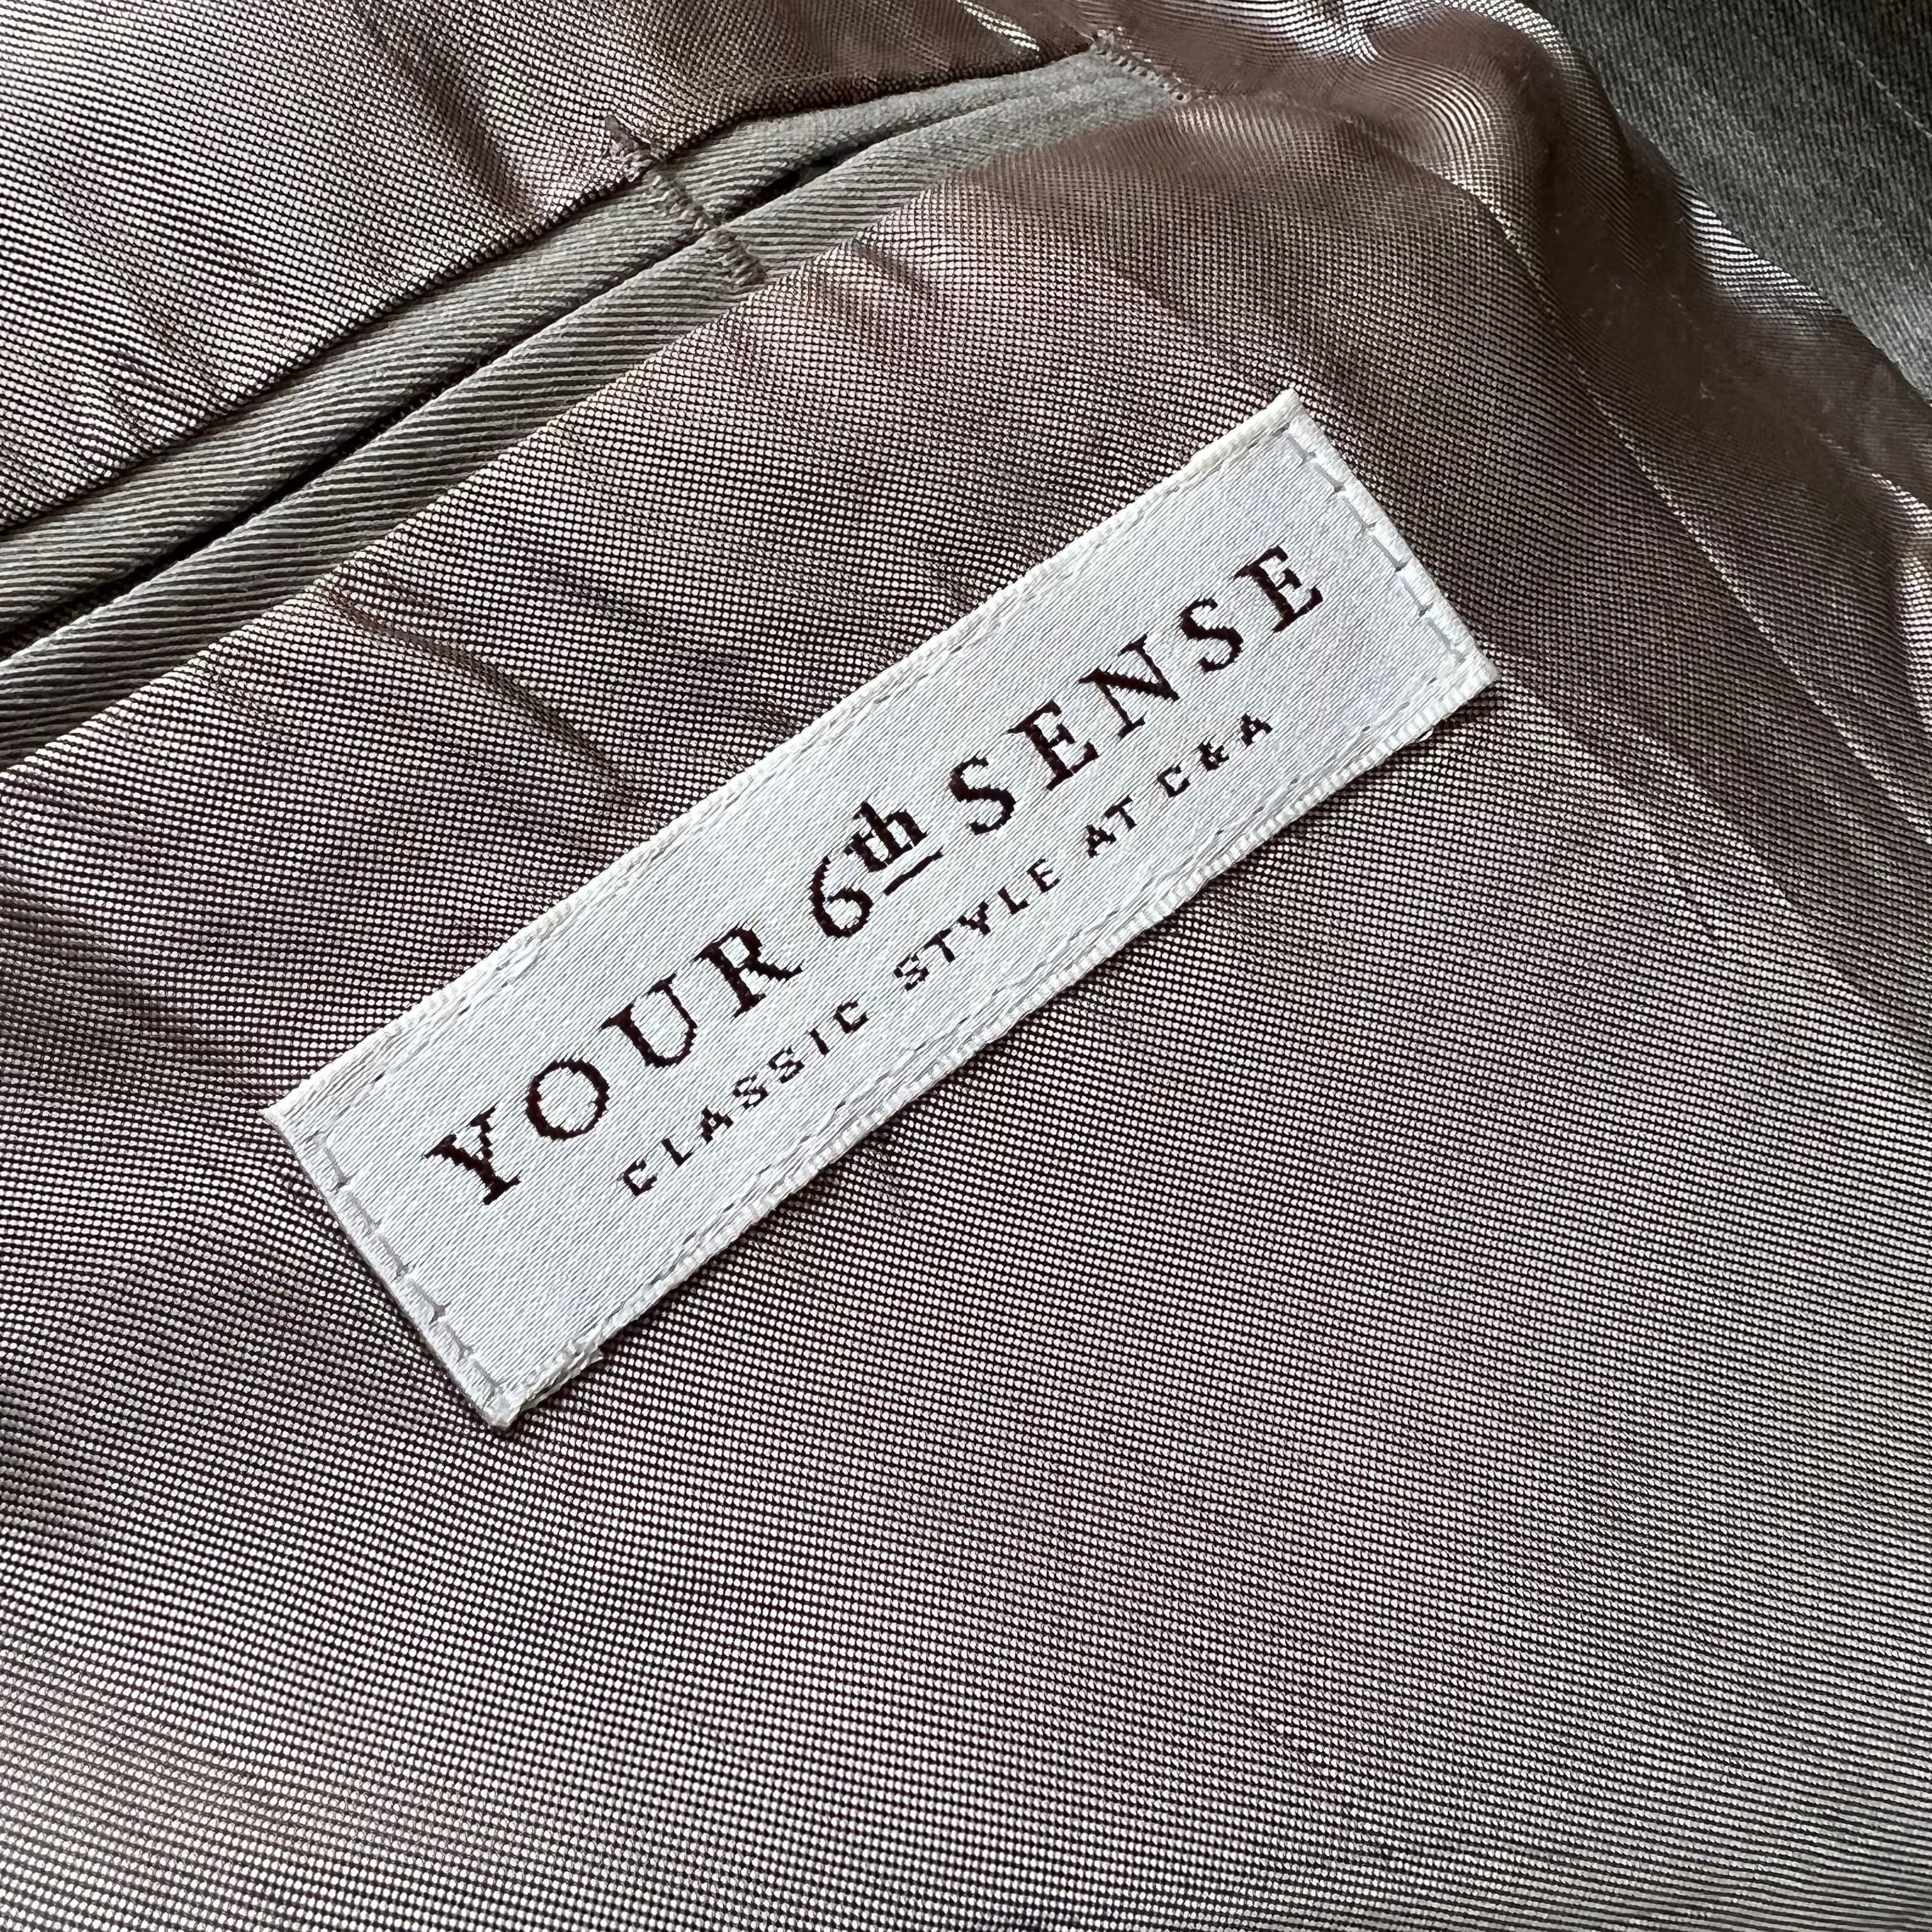 YOUR 6th SENSE
CLASSIC STYLE AT C&A